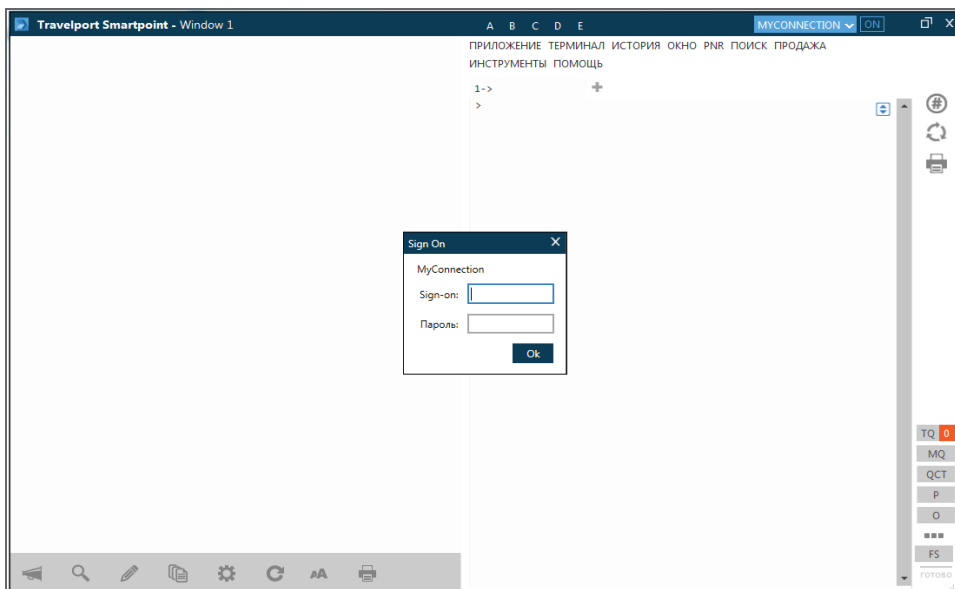 Travelport Smartpoint - Window 1
A B C D E
MYCONNECTION ON
ПРИЛОЖЕНИЕ ТЕРМИНАЛ ИСТОРИЯ ОКНО PNR ПОИСК ПРОДАЖА
ИНСТРУМЕНТЫ ПОМОЩЬ
1->
>
#
Sign On
MyConnection
Sign-on:
Пароль:
Ok
TQ 0
MQ
QCT
P
O
FS
ГОТОВО
AA